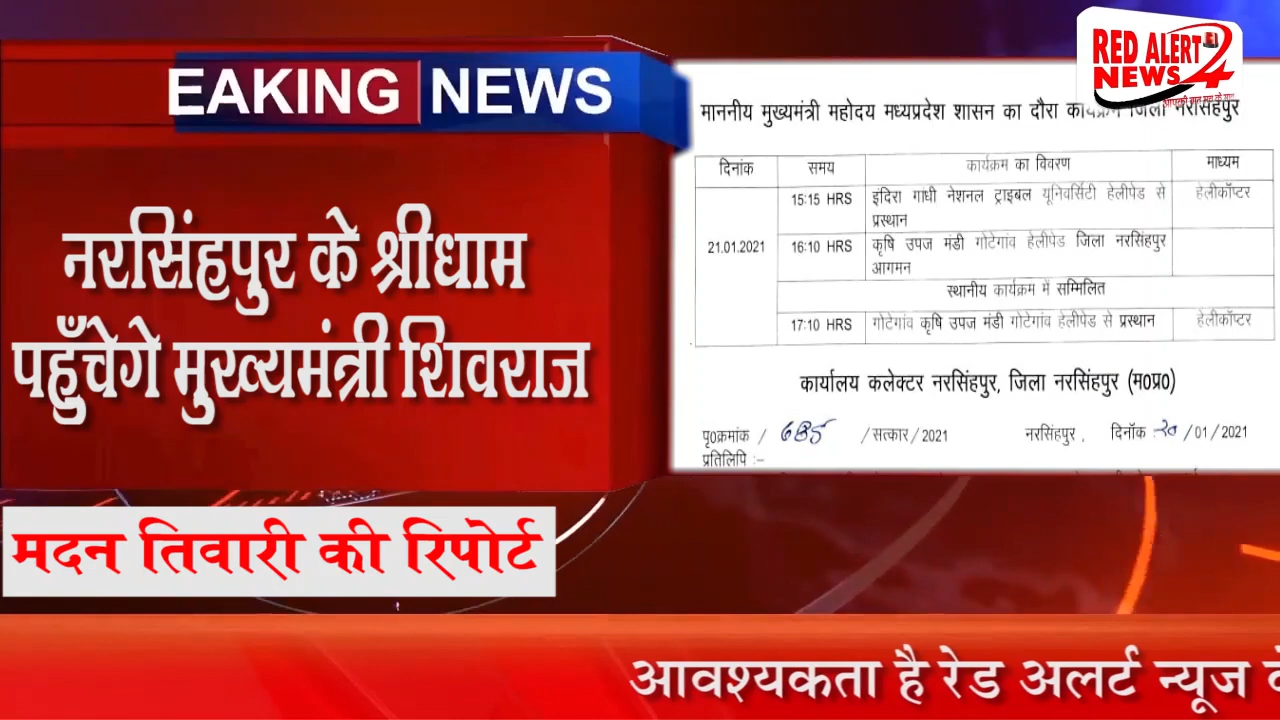 RED ALERT
NEWS 24
EAKING NEWS
नरसिंहपुर के श्रीधाम
पहुँचेगे मुख्यमंत्री शिवराज
माननीय मुख्यमंत्री महोदय मध्यप्रदेश शासन का दौरा कार्यक्रम जिला नरसिंहपुर
दिनांक समय कार्यक्रम का विवरण माध्यम
15:15 HRS इंदिरा गांधी नेशनल ट्राइबल यूनिवर्सिटी हेलीपेड से हेलीकॉप्टर
प्रस्थान
21.01.2021 16:10 HRS कृषि उपज मंडी गोटेगांव हेलीपेड जिला नरसिंहपुर
आगमन
स्थानीय कार्यक्रम में सम्मिलित
17:10 HRS गोटेगांव कृषि उपज मंडी गोटेगांव हेलीपेड से प्रस्थान हेलीकॉप्टर
कार्यालय कलेक्टर नरसिंहपुर, जिला नरसिंहपुर (म0प्र0)
पृ0क्रमांक / 685 /सत्कार/2021 नरसिंहपुर, दिनॉक 20/01/2021
प्रतिलिपि :–
मदन तिवारी की रिपोर्ट
आवश्यकता है रेड अलर्ट न्यूज